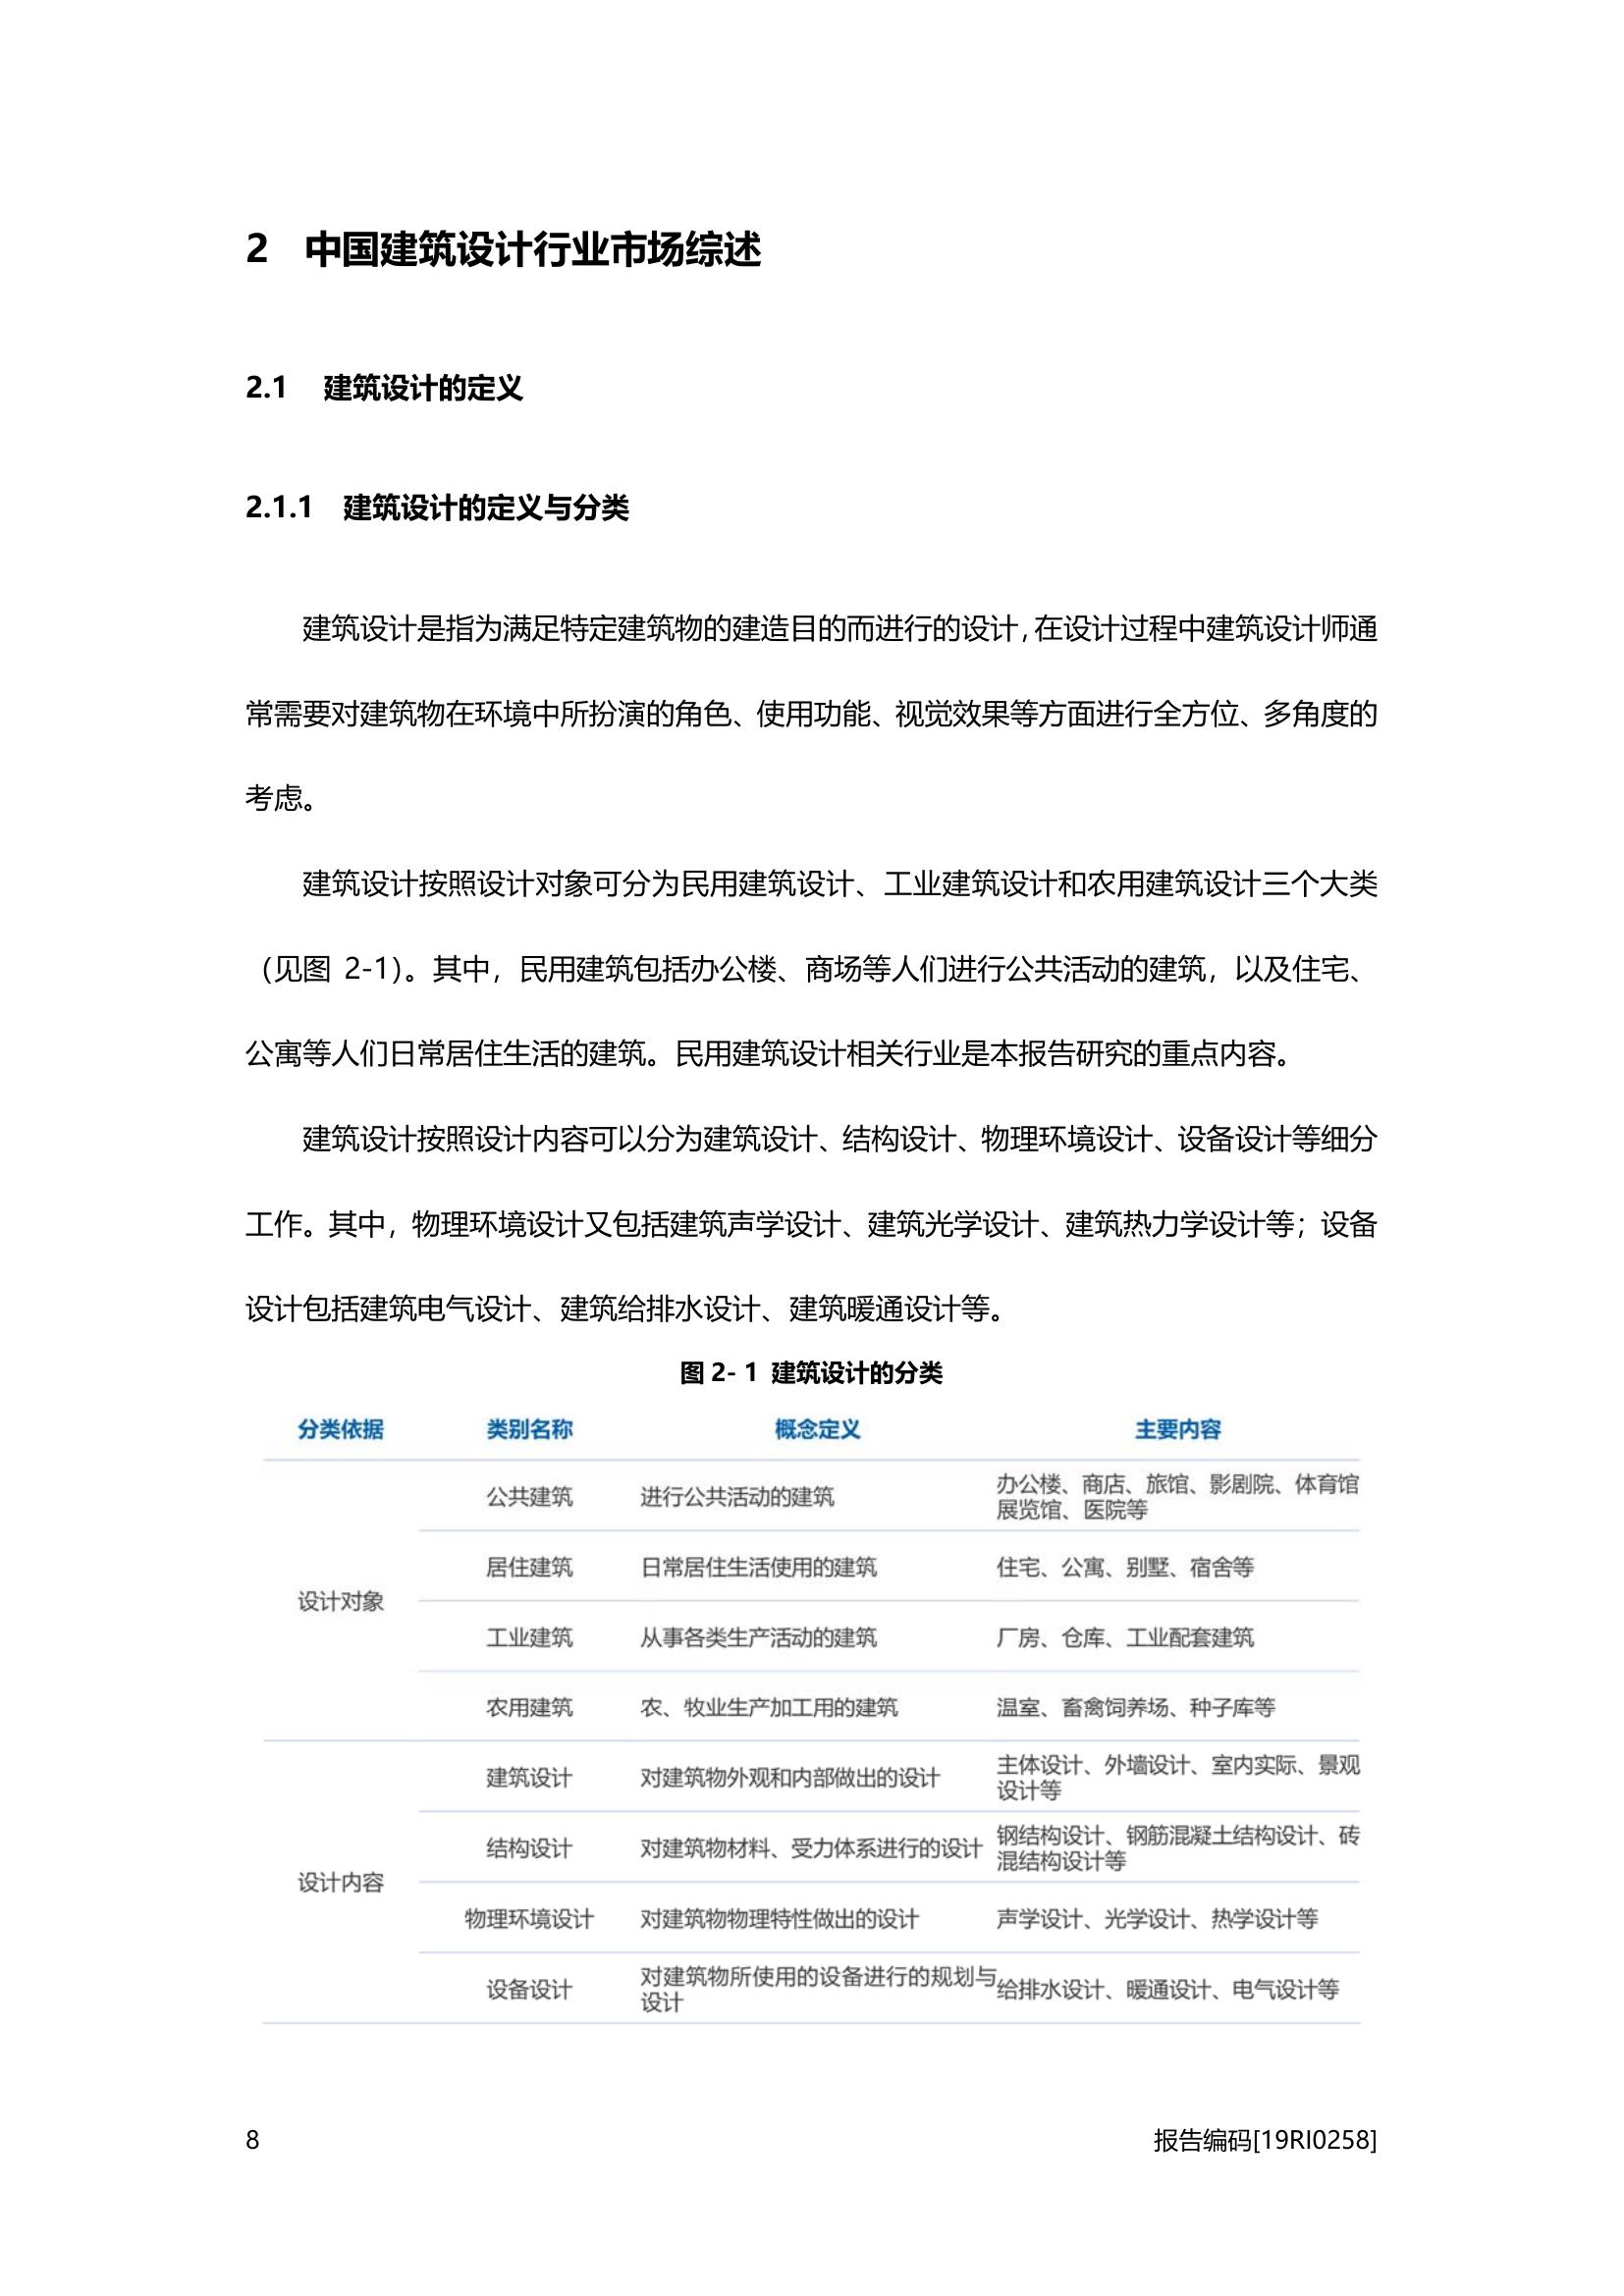 2 中国建筑设计行业市场综述
2.1 建筑设计的定义
2.1.1 建筑设计的定义与分类
建筑设计是指为满足特定建筑物的建造目的而进行的设计，在设计过程中建筑设计师通
常需要对建筑物在环境中所扮演的角色、使用功能、视觉效果等方面进行全方位、多角度的
考虑。
建筑设计按照设计对象可分为民用建筑设计、工业建筑设计和农用建筑设计三个大类
（见图 2-1）。其中，民用建筑包括办公楼、商场等人们进行公共活动的建筑，以及住宅、
公寓等人们日常居住生活的建筑。民用建筑设计相关行业是本报告研究的重点内容。
建筑设计按照设计内容可以分为建筑设计、结构设计、物理环境设计、设备设计等细分
工作。其中，物理环境设计又包括建筑声学设计、建筑光学设计、建筑热力学设计等；设备
设计包括建筑电气设计、建筑给排水设计、建筑暖通设计等。
图 2- 1 建筑设计的分类
分类依据 类别名称 概念定义 主要内容
设计对象
公共建筑 进行公共活动的建筑 办公楼、商店、旅馆、影剧院、体育馆
展览馆、医院等
居住建筑 日常居住生活使用的建筑 住宅、公寓、别墅、宿舍等
工业建筑 从事各类生产活动的建筑 厂房、仓库、工业配套建筑
农用建筑 农、牧业生产加工用的建筑 温室、畜禽饲养场、种子库等
设计内容
建筑设计 对建筑物外观和内部做出的设计 主体设计、外墙设计、室内实际、景观
设计等
结构设计 对建筑物材料、受力体系进行的设计 钢结构设计、钢筋混凝土结构设计、砖
混结构设计等
物理环境设计 对建筑物物理特性做出的设计 声学设计、光学设计、热学设计等
设备设计 对建筑物所使用的设备进行的规划与
设计 给排水设计、暖通设计、电气设计等
8 报告编码[19RI0258]